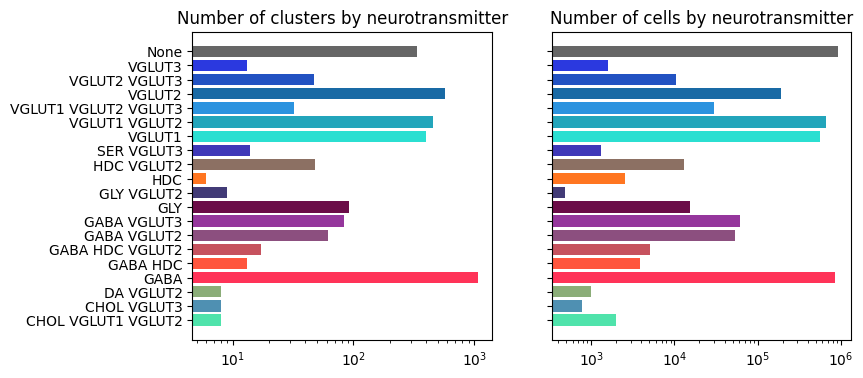 Number of clusters by neurotransmitter
Number of cells by neurotransmitter
None
VGLUT3
VGLUT2 VGLUT3
VGLUT2
VGLUT1 VGLUT2 VGLUT3
VGLUT1 VGLUT2
VGLUT1
SER VGLUT3
HDC VGLUT2
HDC
GLY VGLUT2
GLY
GABA VGLUT3
GABA VGLUT2
GABA HDC VGLUT2
GABA HDC
GABA
DA VGLUT2
CHOL VGLUT3
CHOL VGLUT1 VGLUT2
10¹ 10² 10³
10³ 10⁴ 10⁵ 10⁶